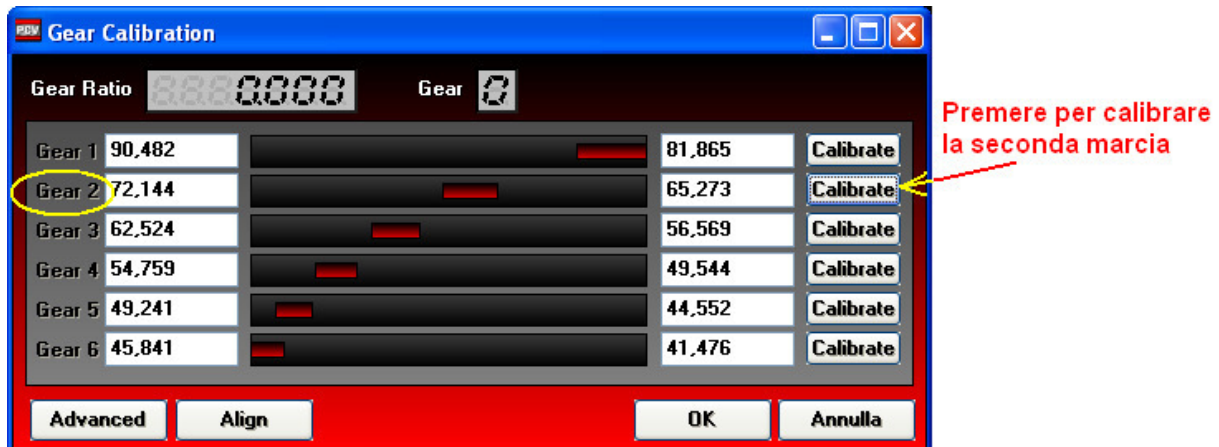 PCV Gear Calibration
Gear Ratio 0.000 Gear 0
Gear 1 90,482 81,865 Calibrate
Gear 2 72,144 65,273 Calibrate
Gear 3 62,524 56,569 Calibrate
Gear 4 54,759 49,544 Calibrate
Gear 5 49,241 44,552 Calibrate
Gear 6 45,841 41,476 Calibrate
Advanced Align OK Annulla
Premere per calibrare
la seconda marcia